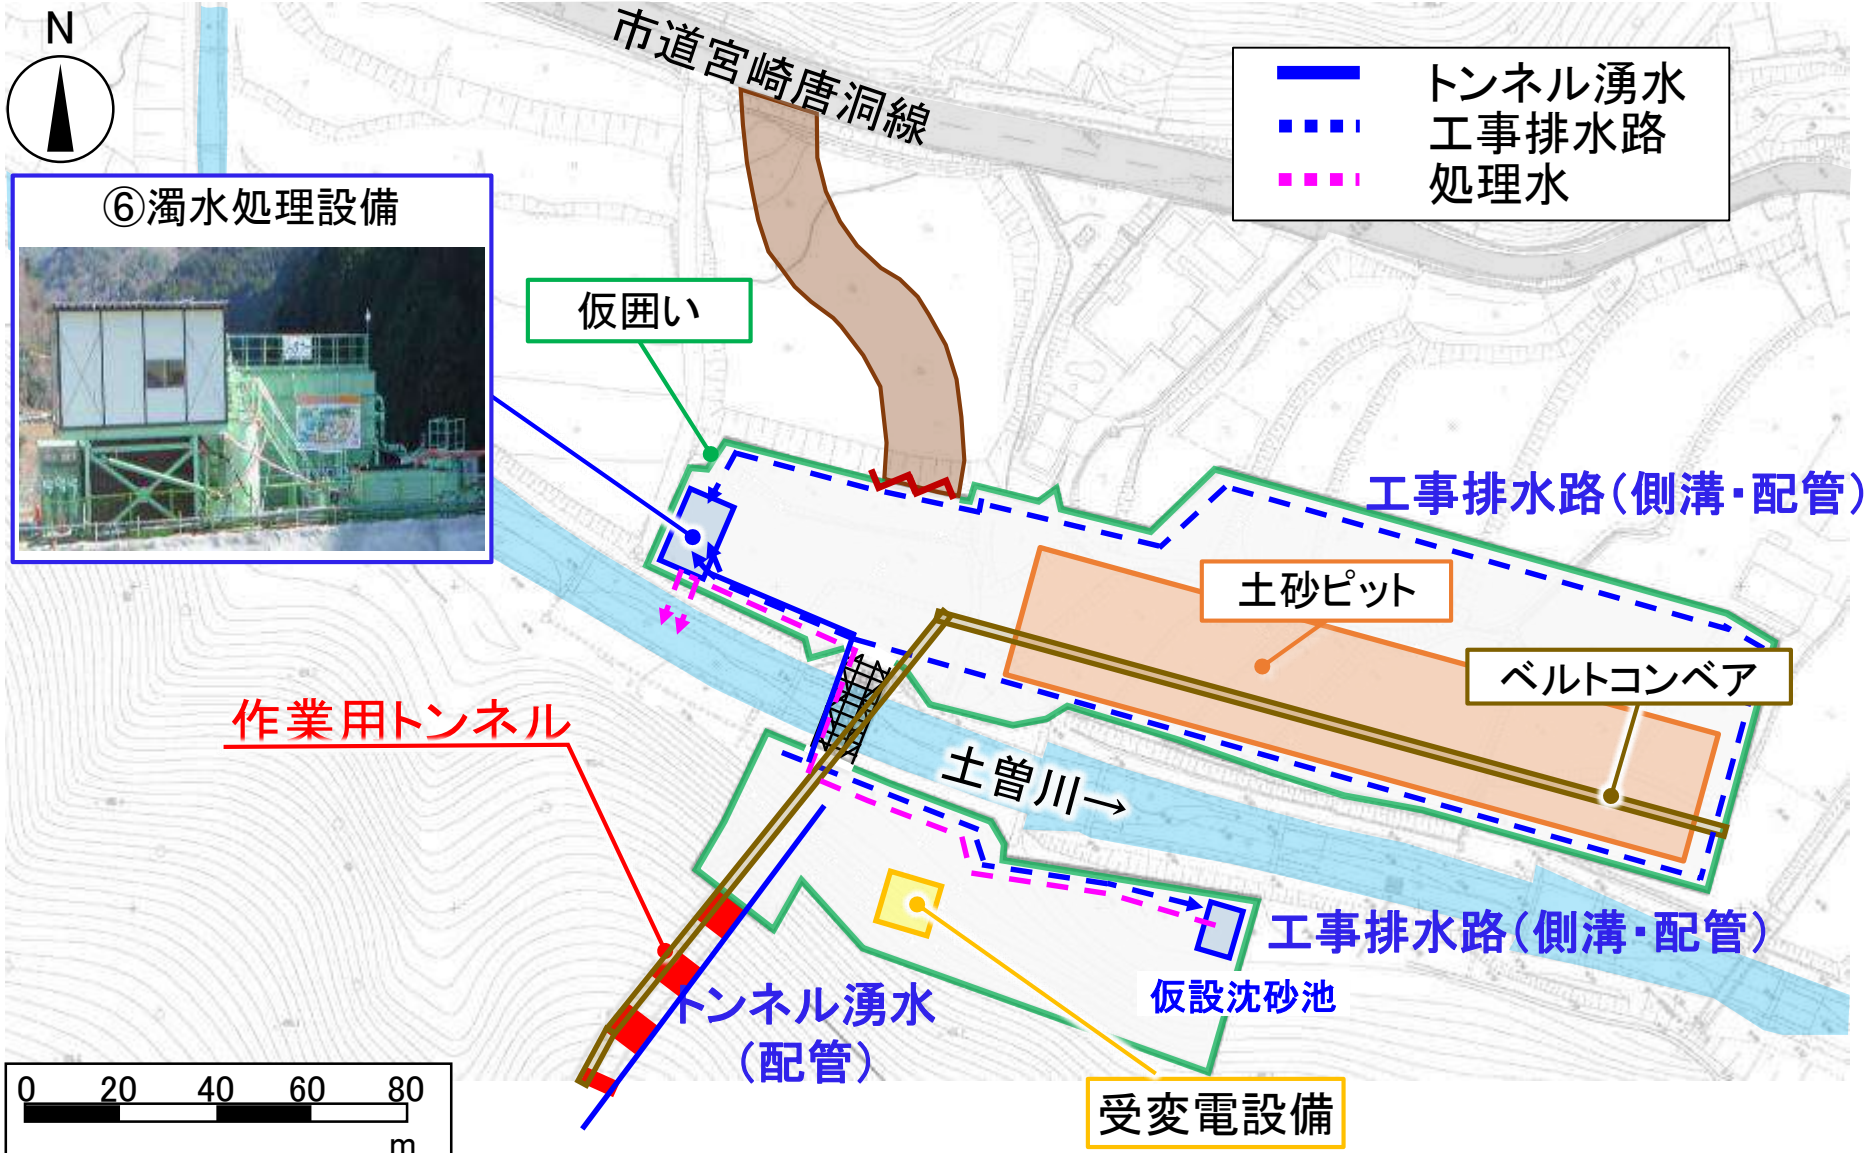 N
市道宮崎唐洞線
トンネル湧水
工事排水路
処理水
⑥濁水処理設備
仮囲い
工事排水路(側溝・配管)
土砂ピット
ベルトコンベア
作業用トンネル
土曽川→
工事排水路(側溝・配管)
仮設沈砂池
トンネル湧水
(配管)
受変電設備
0 20 40 60 80
m